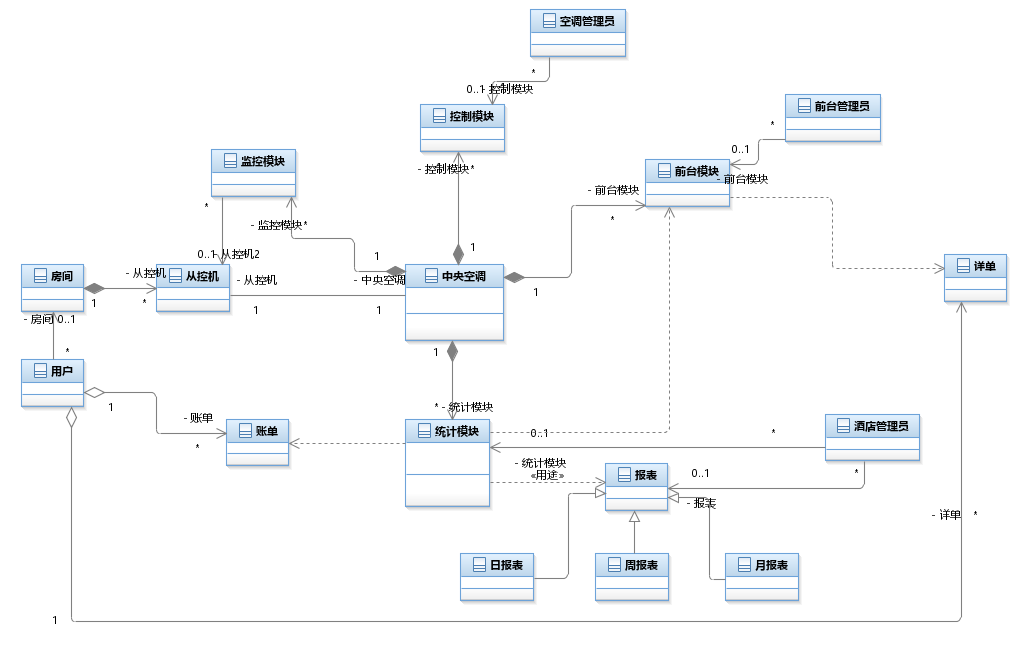 空调管理员
*
0..1
- 控制模块
控制模块
前台管理员
*
0..1
监控模块
前台模块
- 控制模块
*
- 前台模块
- 前台模块
*
*
- 监控模块
*
1
0..1
- 从控机2
1
房间
- 从控机
从控机
- 从控机
- 中央空调
中央空调
详单
1
*
1
1
1
- 房间
0..1
*
1
用户
1
*
- 统计模块
- 账单
*
账单
统计模块
0..1
*
酒店管理员
- 统计模块
«用途»
报表
0..1
*
- 报表
- 详单
*
日报表
周报表
月报表
1